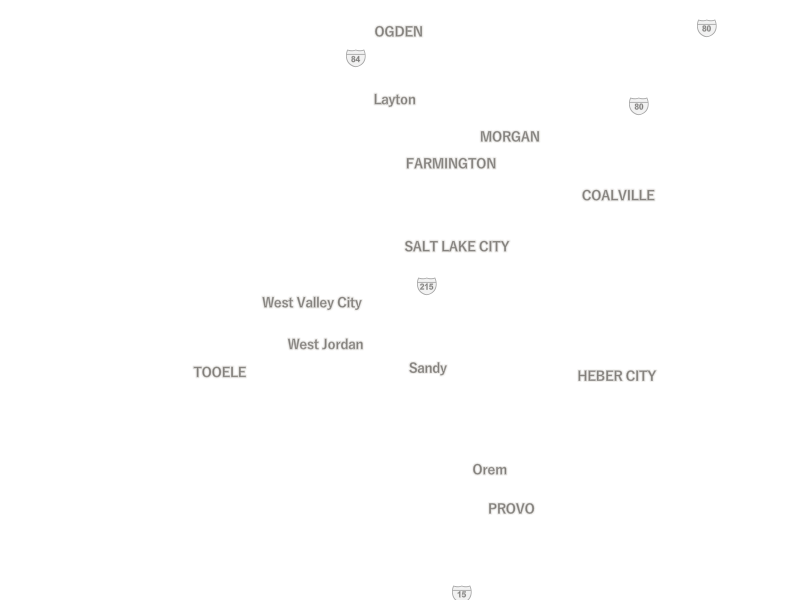 80
OGDEN
84
Layton
80
MORGAN
FARMINGTON
COALVILLE
SALT LAKE CITY
215
West Valley City
West Jordan
Sandy
TOOELE
HEBER CITY
Orem
PROVO
15